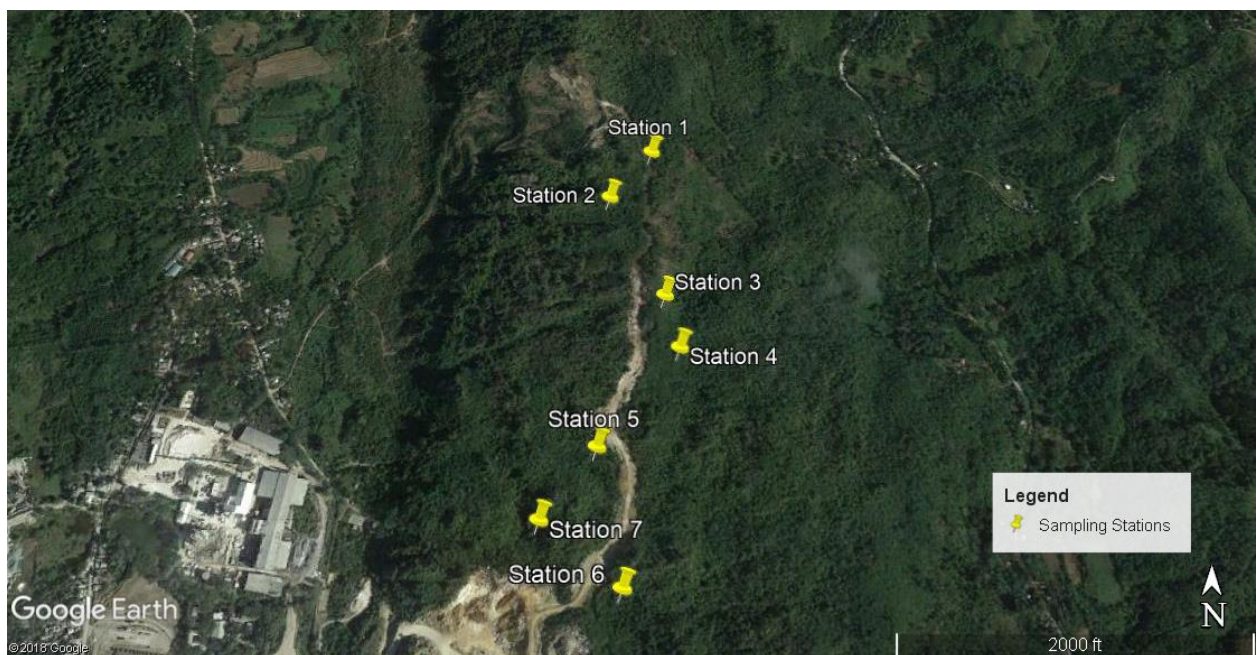 Station 1
Station 2
Station 3
Station 4
Station 5
Station 7
Station 6
Legend
Sampling Stations
Google Earth
©2018 Google
N
2000 ft